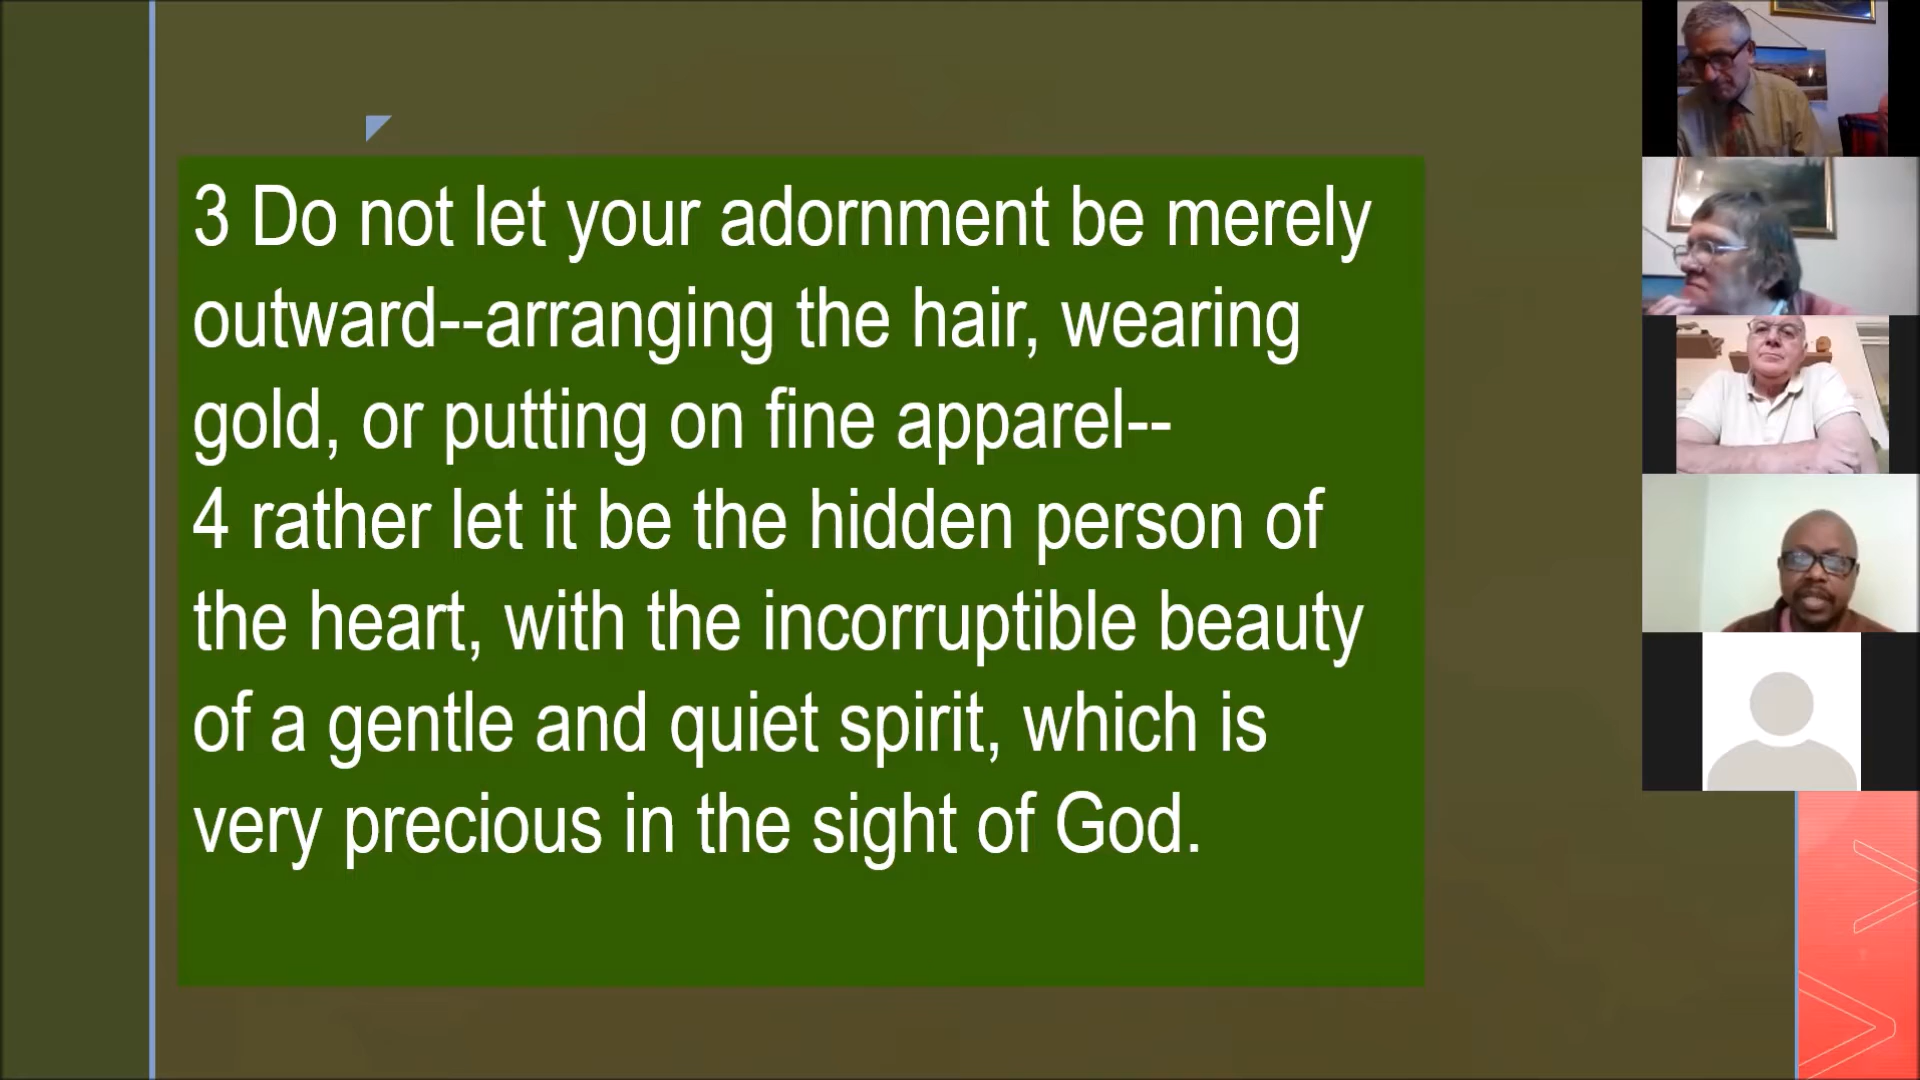 3 Do not let your adornment be merely
outward--arranging the hair, wearing
gold, or putting on fine apparel--
4 rather let it be the hidden person of
the heart, with the incorruptible beauty
of a gentle and quiet spirit, which is
very precious in the sight of God.